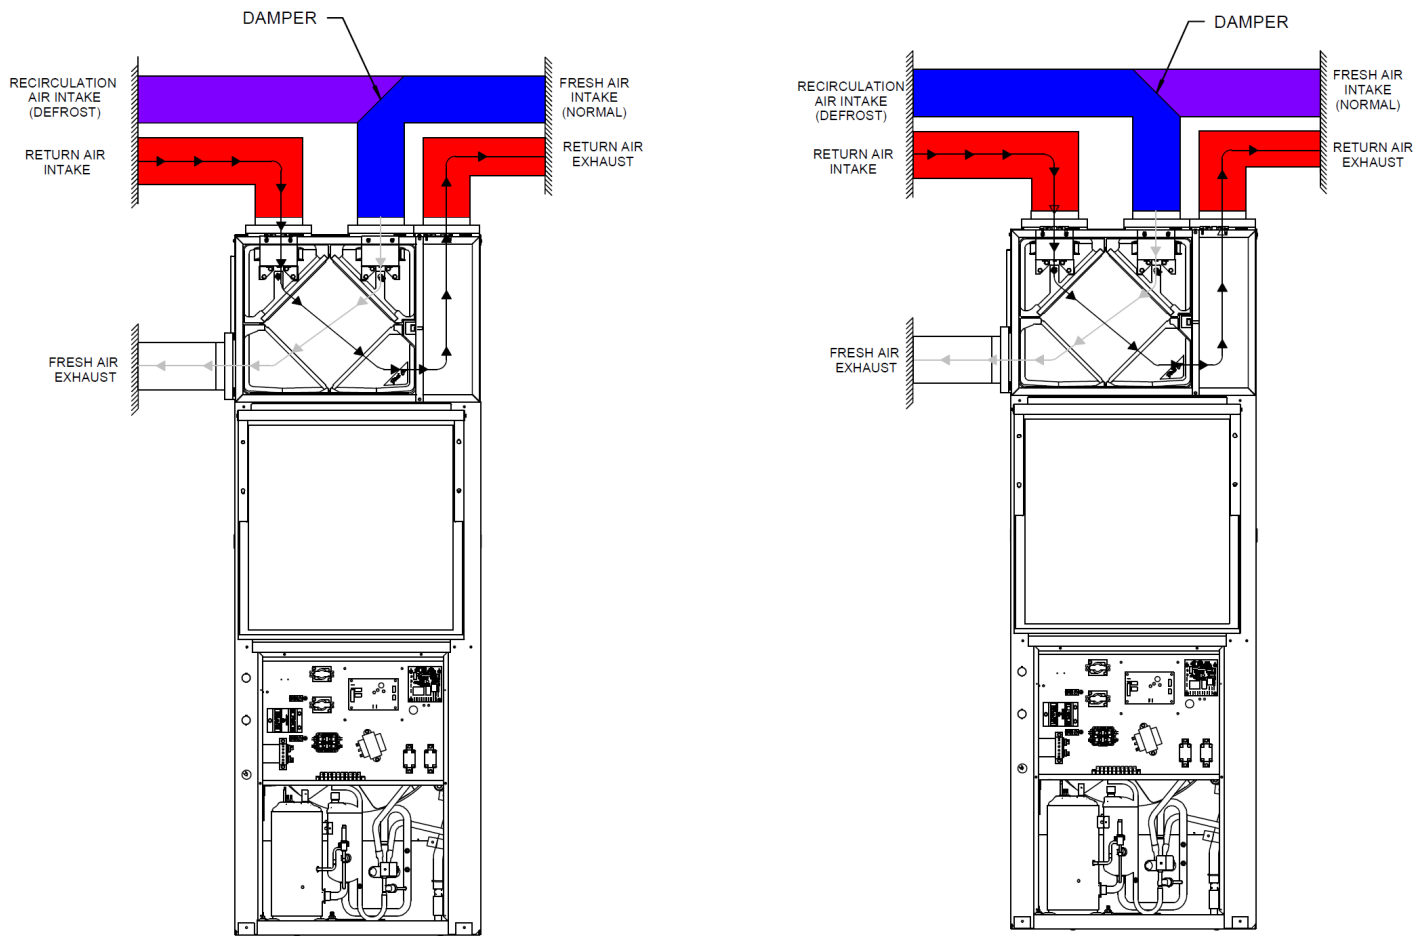 DAMPER
RECIRCULATION
AIR INTAKE
(DEFROST)
FRESH AIR
INTAKE
(NORMAL)
RETURN AIR
INTAKE
RETURN AIR
EXHAUST
FRESH AIR
EXHAUST
DAMPER
RECIRCULATION
AIR INTAKE
(DEFROST)
FRESH AIR
INTAKE
(NORMAL)
RETURN AIR
INTAKE
RETURN AIR
EXHAUST
FRESH AIR
EXHAUST